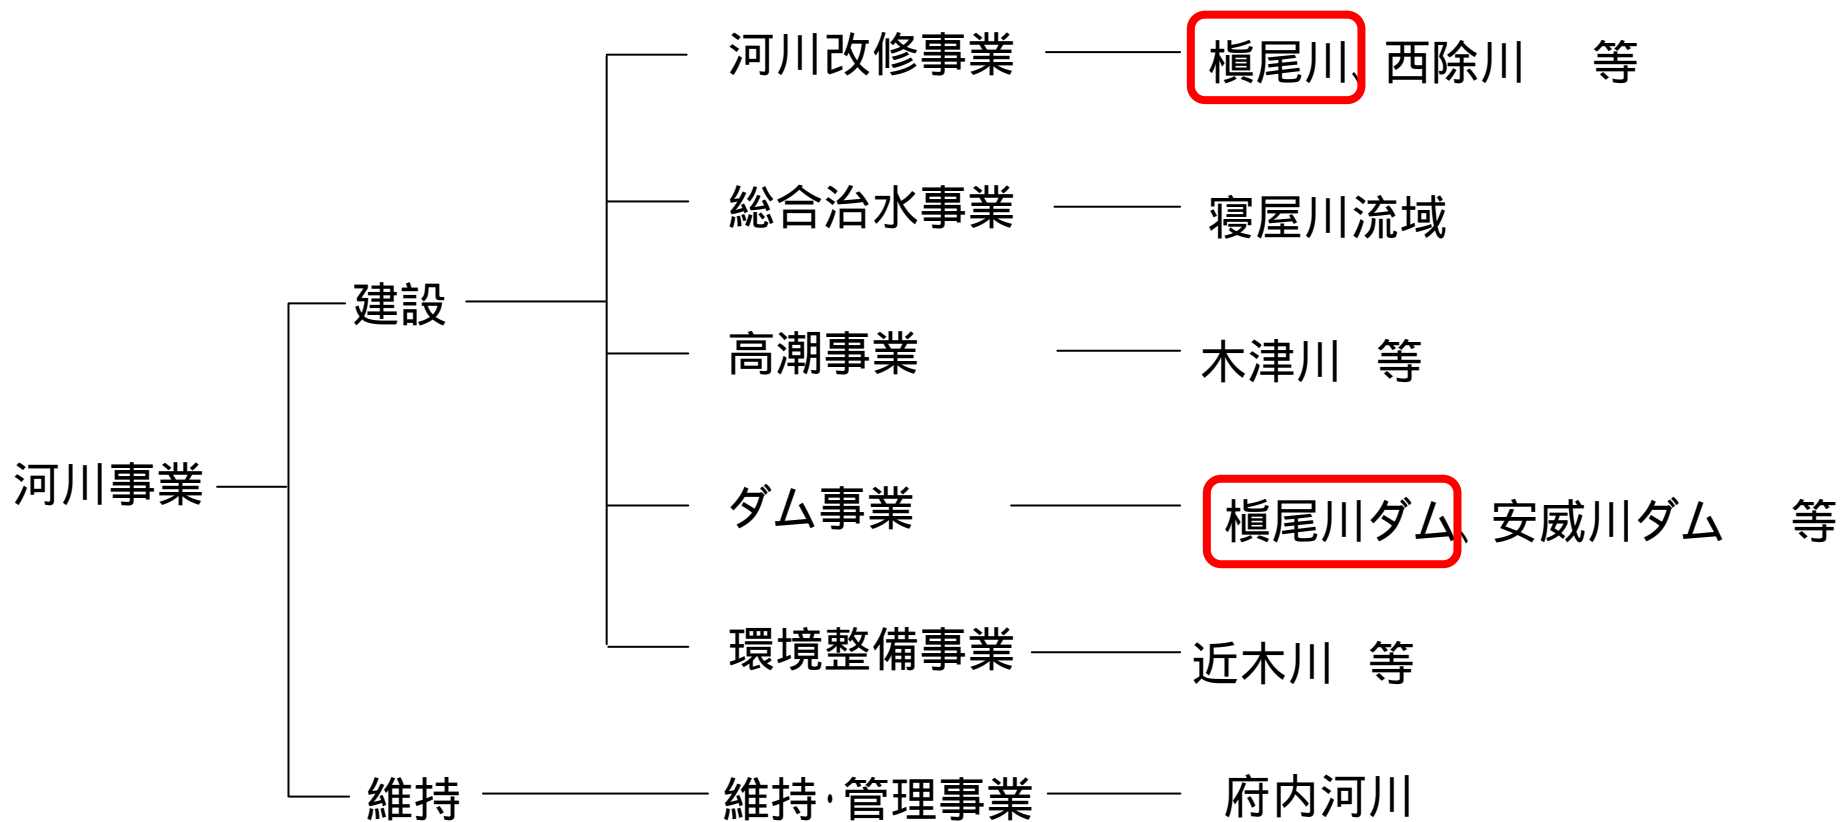 河川改修事業 槇尾川、西除川 等
総合治水事業 寝屋川流域
建設
高潮事業 木津川 等
河川事業
ダム事業 槇尾川ダム、安威川ダム 等
環境整備事業 近木川 等
維持 維持・管理事業 府内河川